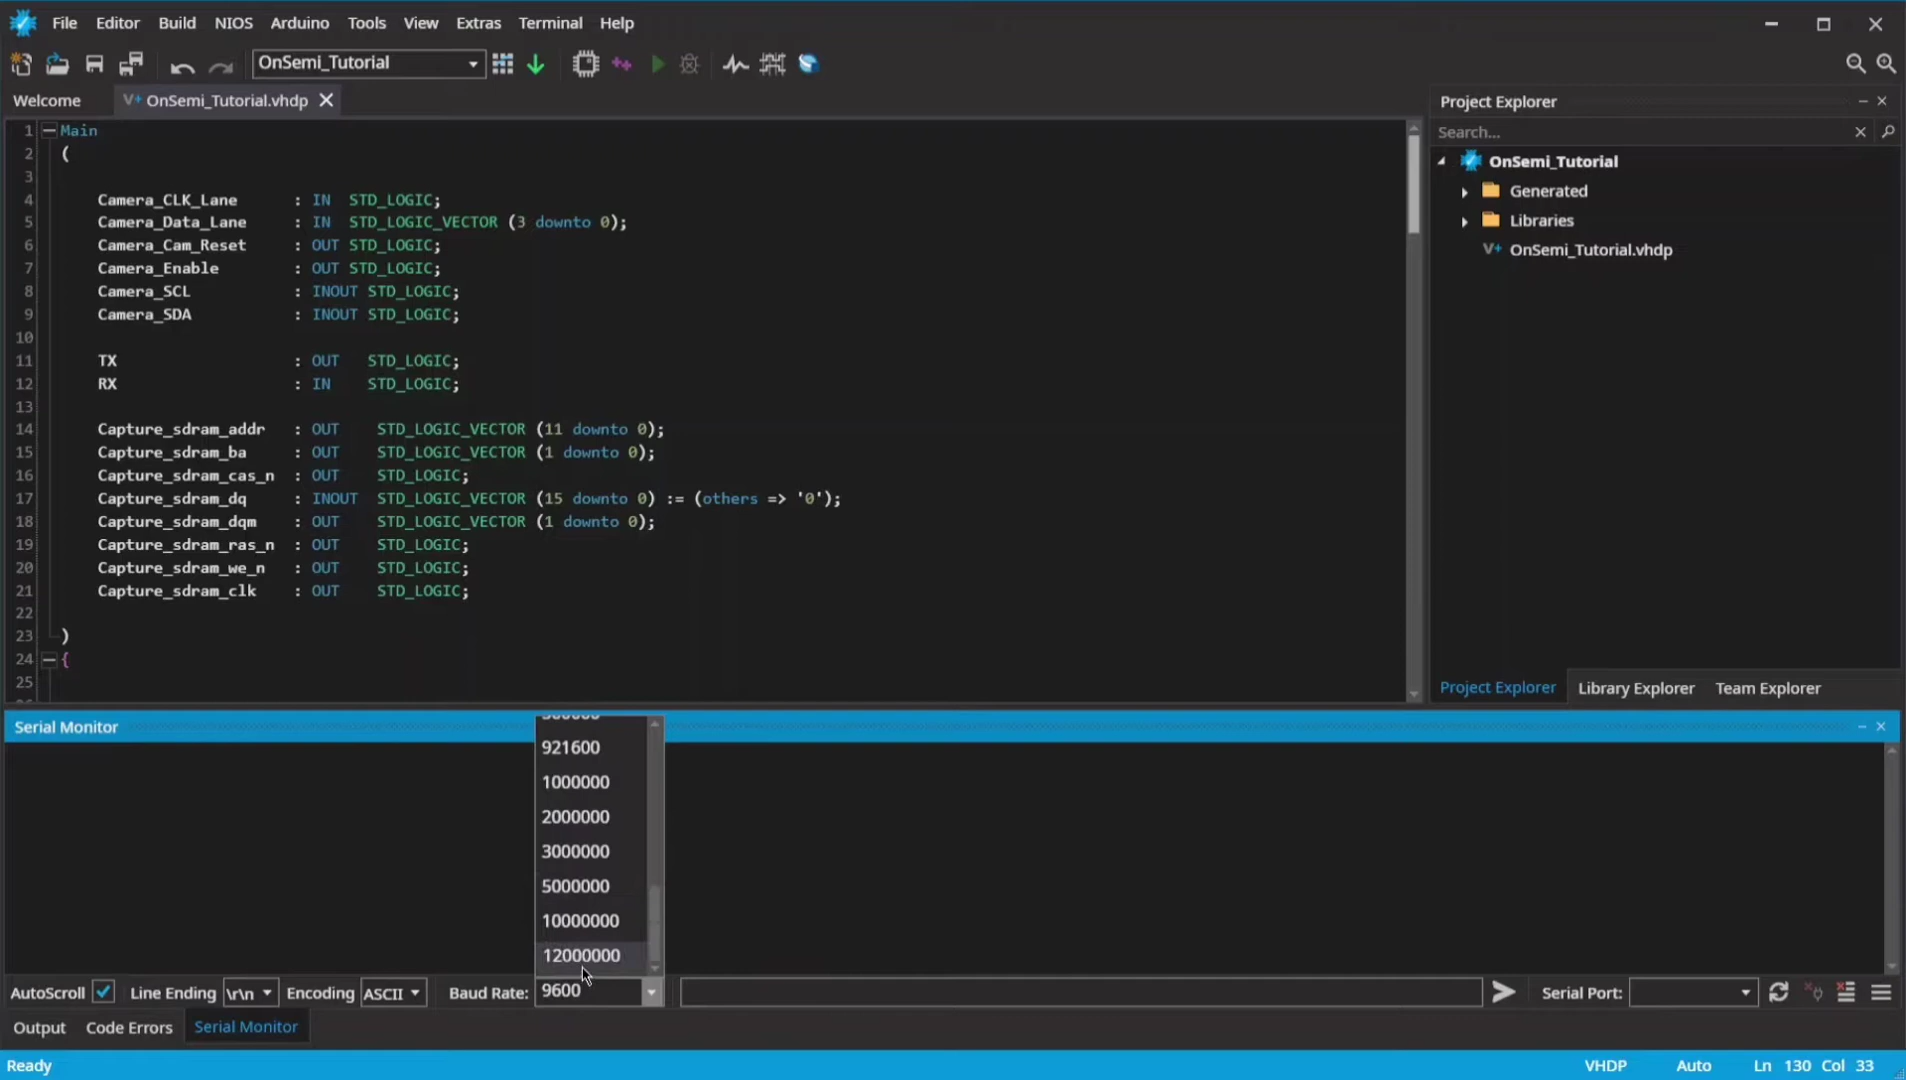 File Editor Build NIOS Arduino Tools View Extras Terminal Help
OnSemi_Tutorial
Welcome V+ OnSemi_Tutorial.vhdp
1 Main
2 (
3
4 Camera_CLK_Lane : IN STD_LOGIC;
5 Camera_Data_Lane : IN STD_LOGIC_VECTOR (3 downto 0);
6 Camera_Cam_Reset : OUT STD_LOGIC;
7 Camera_Enable : OUT STD_LOGIC;
8 Camera_SCL : INOUT STD_LOGIC;
9 Camera_SDA : INOUT STD_LOGIC;
10
11 TX : OUT STD_LOGIC;
12 RX : IN STD_LOGIC;
13
14 Capture_sdram_addr : OUT STD_LOGIC_VECTOR (11 downto 0);
15 Capture_sdram_ba : OUT STD_LOGIC_VECTOR (1 downto 0);
16 Capture_sdram_cas_n : OUT STD_LOGIC;
17 Capture_sdram_dq : INOUT STD_LOGIC_VECTOR (15 downto 0) := (others => '0');
18 Capture_sdram_dqm : OUT STD_LOGIC_VECTOR (1 downto 0);
19 Capture_sdram_ras_n : OUT STD_LOGIC;
20 Capture_sdram_we_n : OUT STD_LOGIC;
21 Capture_sdram_clk : OUT STD_LOGIC;
22
23 )
24 {
25
Project Explorer
Search...
OnSemi_Tutorial
Generated
Libraries
V+ OnSemi_Tutorial.vhdp
Project Explorer Library Explorer Team Explorer
Serial Monitor
921600
1000000
2000000
3000000
5000000
10000000
12000000
AutoScroll Line Ending \r\n Encoding ASCII Baud Rate: 9600 Serial Port:
Output Code Errors Serial Monitor
Ready VHDP Auto Ln 130 Col 33